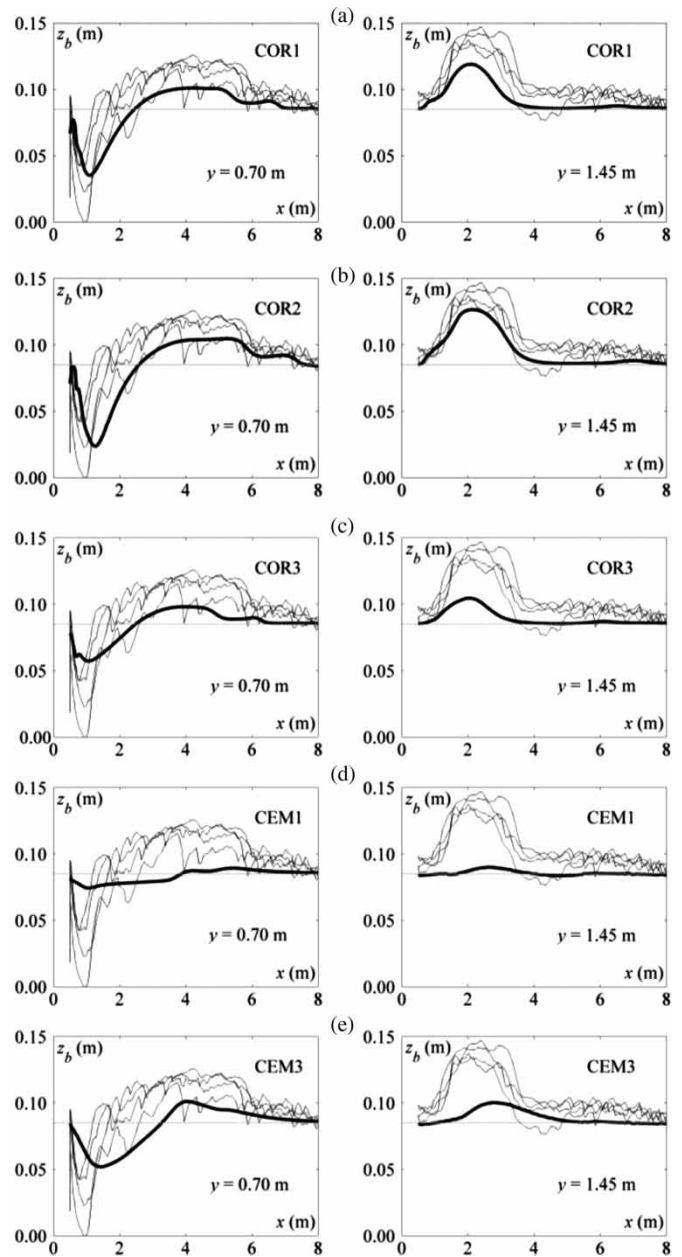 (a)
z_b (m) COR1 z_b (m) COR1
0.15 0.15
0.10 0.10
0.05 y = 0.70 m 0.05 y = 1.45 m
x (m) x (m)
0.00 0.00
0 2 4 6 8 0 2 4 6 8
(b)
z_b (m) COR2 z_b (m) COR2
0.15 0.15
0.10 0.10
0.05 y = 0.70 m 0.05 y = 1.45 m
x (m) x (m)
0.00 0.00
0 2 4 6 8 0 2 4 6 8
(c)
z_b (m) COR3 z_b (m) COR3
0.15 0.15
0.10 0.10
0.05 y = 0.70 m 0.05 y = 1.45 m
x (m) x (m)
0.00 0.00
0 2 4 6 8 0 2 4 6 8
(d)
z_b (m) CEM1 z_b (m) CEM1
0.15 0.15
0.10 0.10
0.05 y = 0.70 m 0.05 y = 1.45 m
x (m) x (m)
0.00 0.00
0 2 4 6 8 0 2 4 6 8
(e)
z_b (m) CEM3 z_b (m) CEM3
0.15 0.15
0.10 0.10
0.05 y = 0.70 m 0.05 y = 1.45 m
x (m) x (m)
0.00 0.00
0 2 4 6 8 0 2 4 6 8